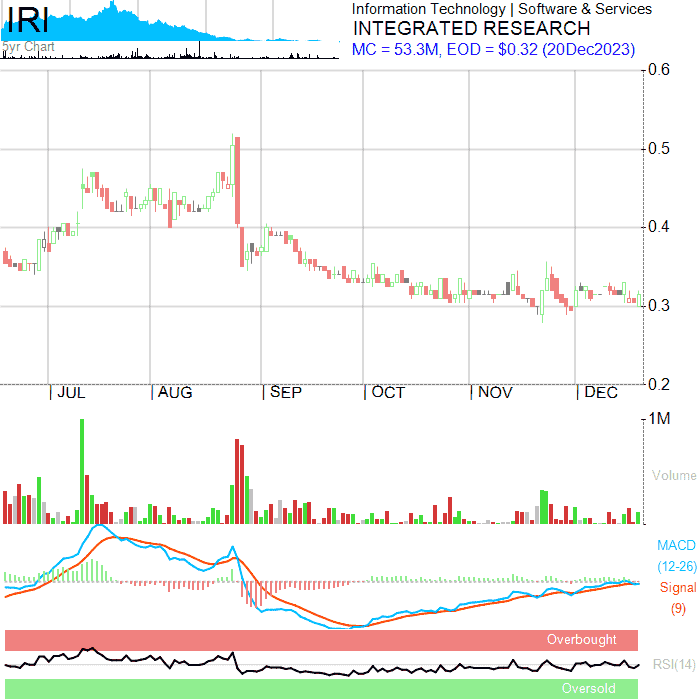 IRI
Information Technology | Software & Services
INTEGRATED RESEARCH
5yr Chart
MC = 53.3M, EOD = $0.32 (20Dec2023)
0.6
0.5
0.4
0.3
0.2
JUL AUG SEP OCT NOV DEC
1M
Volume
MACD
(12-26)
Signal
(9)
Overbought
RSI(14)
Oversold